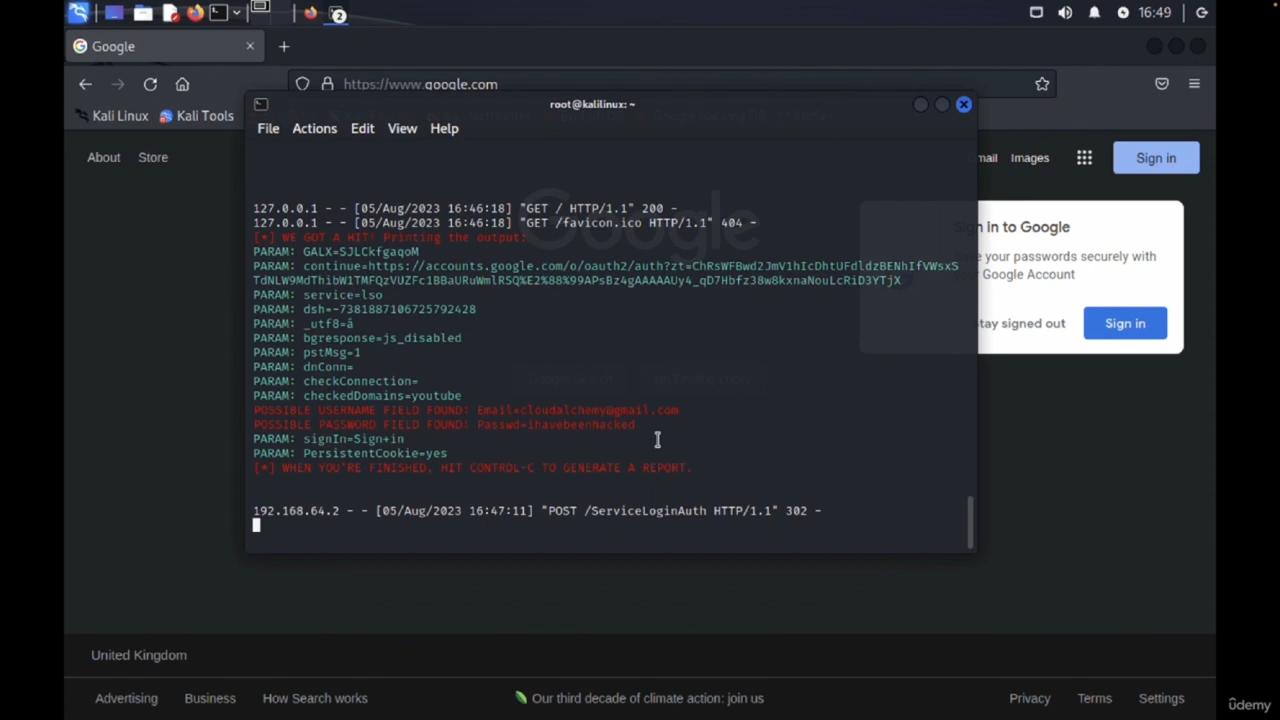 2
16:49
Google
https://www.google.com
root@kalilinux: ~
Kali Linux
Kali Tools
File Actions Edit View Help
About Store
Images
Sign in
127.0.0.1 - - [05/Aug/2023 16:46:18] "GET / HTTP/1.1" 200 -
127.0.0.1 - - [05/Aug/2023 16:46:18] "GET /favicon.ico HTTP/1.1" 404 -
[*] WE GOT A HIT! Printing the output:
PARAM: GALX=SJLCkfgaqoM
PARAM: continue=https://accounts.google.com/o/oauth2/auth?zt=ChRsWFBwd2JmV1hIcDhtUFdldzBENhIfVWsxS
TdNLW9MdThibW1TMFQzVUZFc1BBaURuWmlRSQ%E2%88%99APsBz4gAAAAAUy4_qD7Hbfz38w8kxnaNouLcRiD3YTjX
PARAM: service=lso
PARAM: dsh=-7381887106725792428
PARAM: _utf8=â
PARAM: bgresponse=js_disabled
PARAM: pstMsg=1
PARAM: dnConn=
PARAM: checkConnection=
PARAM: checkedDomains=youtube
POSSIBLE USERNAME FIELD FOUND: Email=cloudalchemy@gmail.com
POSSIBLE PASSWORD FIELD FOUND: Passwd=ihavebeenhacked
PARAM: signIn=Sign+in
PARAM: PersistentCookie=yes
[*] WHEN YOU'RE FINISHED, HIT CONTROL-C TO GENERATE A REPORT.
192.168.64.2 - - [05/Aug/2023 16:47:11] "POST /ServiceLoginAuth HTTP/1.1" 302 -
Google
Sign in to Google
your passwords securely with
Google Account
Stay signed out
Sign in
United Kingdom
Advertising Business How Search works
Our third decade of climate action: join us
Privacy Terms Settings
ûdemy